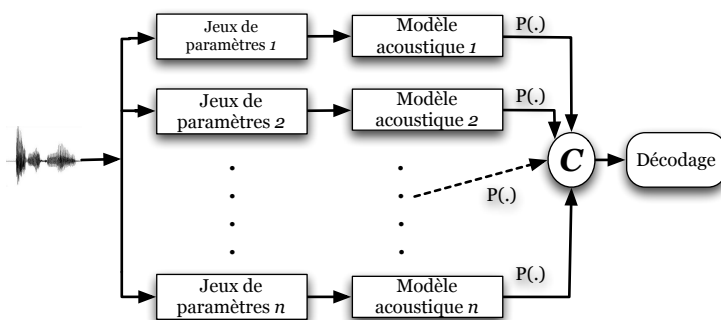 Jeux de
paramètres 1
Modèle
acoustique 1
P(.)
Jeux de
paramètres 2
Modèle
acoustique 2
P(.)
C
Décodage
P(.)
Jeux de
paramètres n
Modèle
acoustique n
P(.)